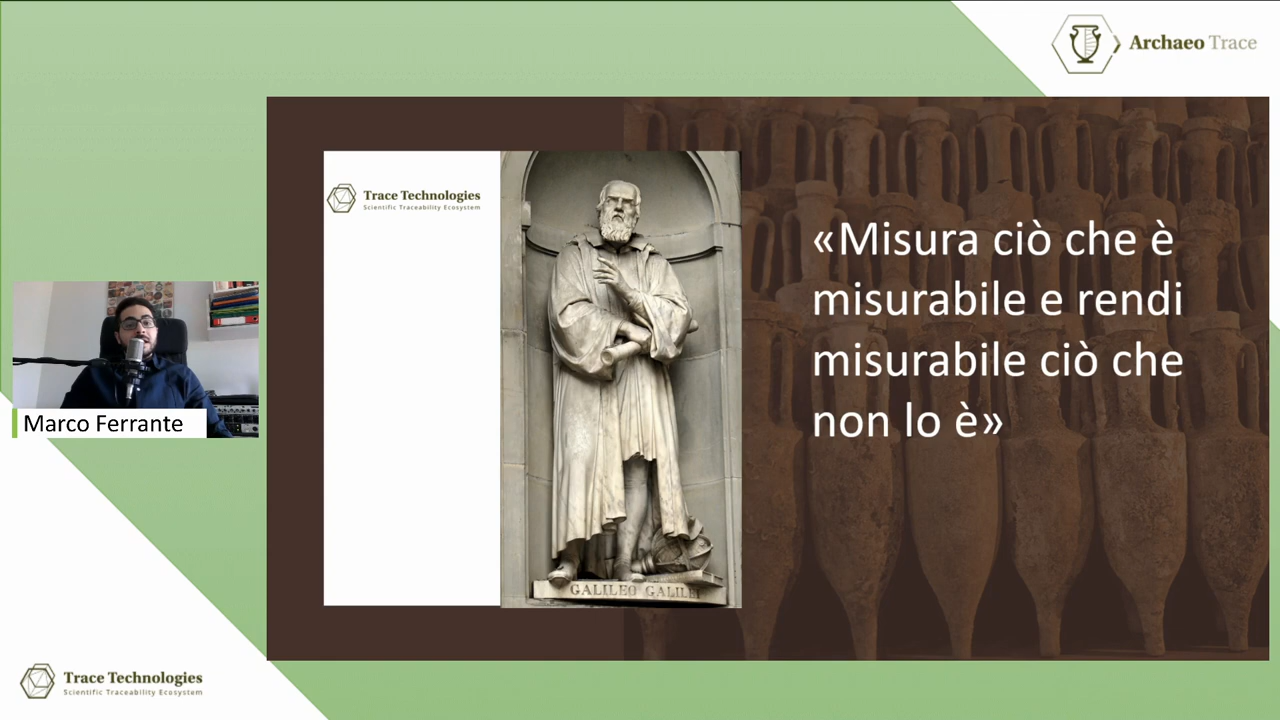 Archaeo Trace
Trace Technologies
Scientific Traceability Ecosystem
«Misura ciò che è
misurabile e rendi
misurabile ciò che
non lo è»
GALILEO GALILEI
Marco Ferrante
Trace Technologies
Scientific Traceability Ecosystem